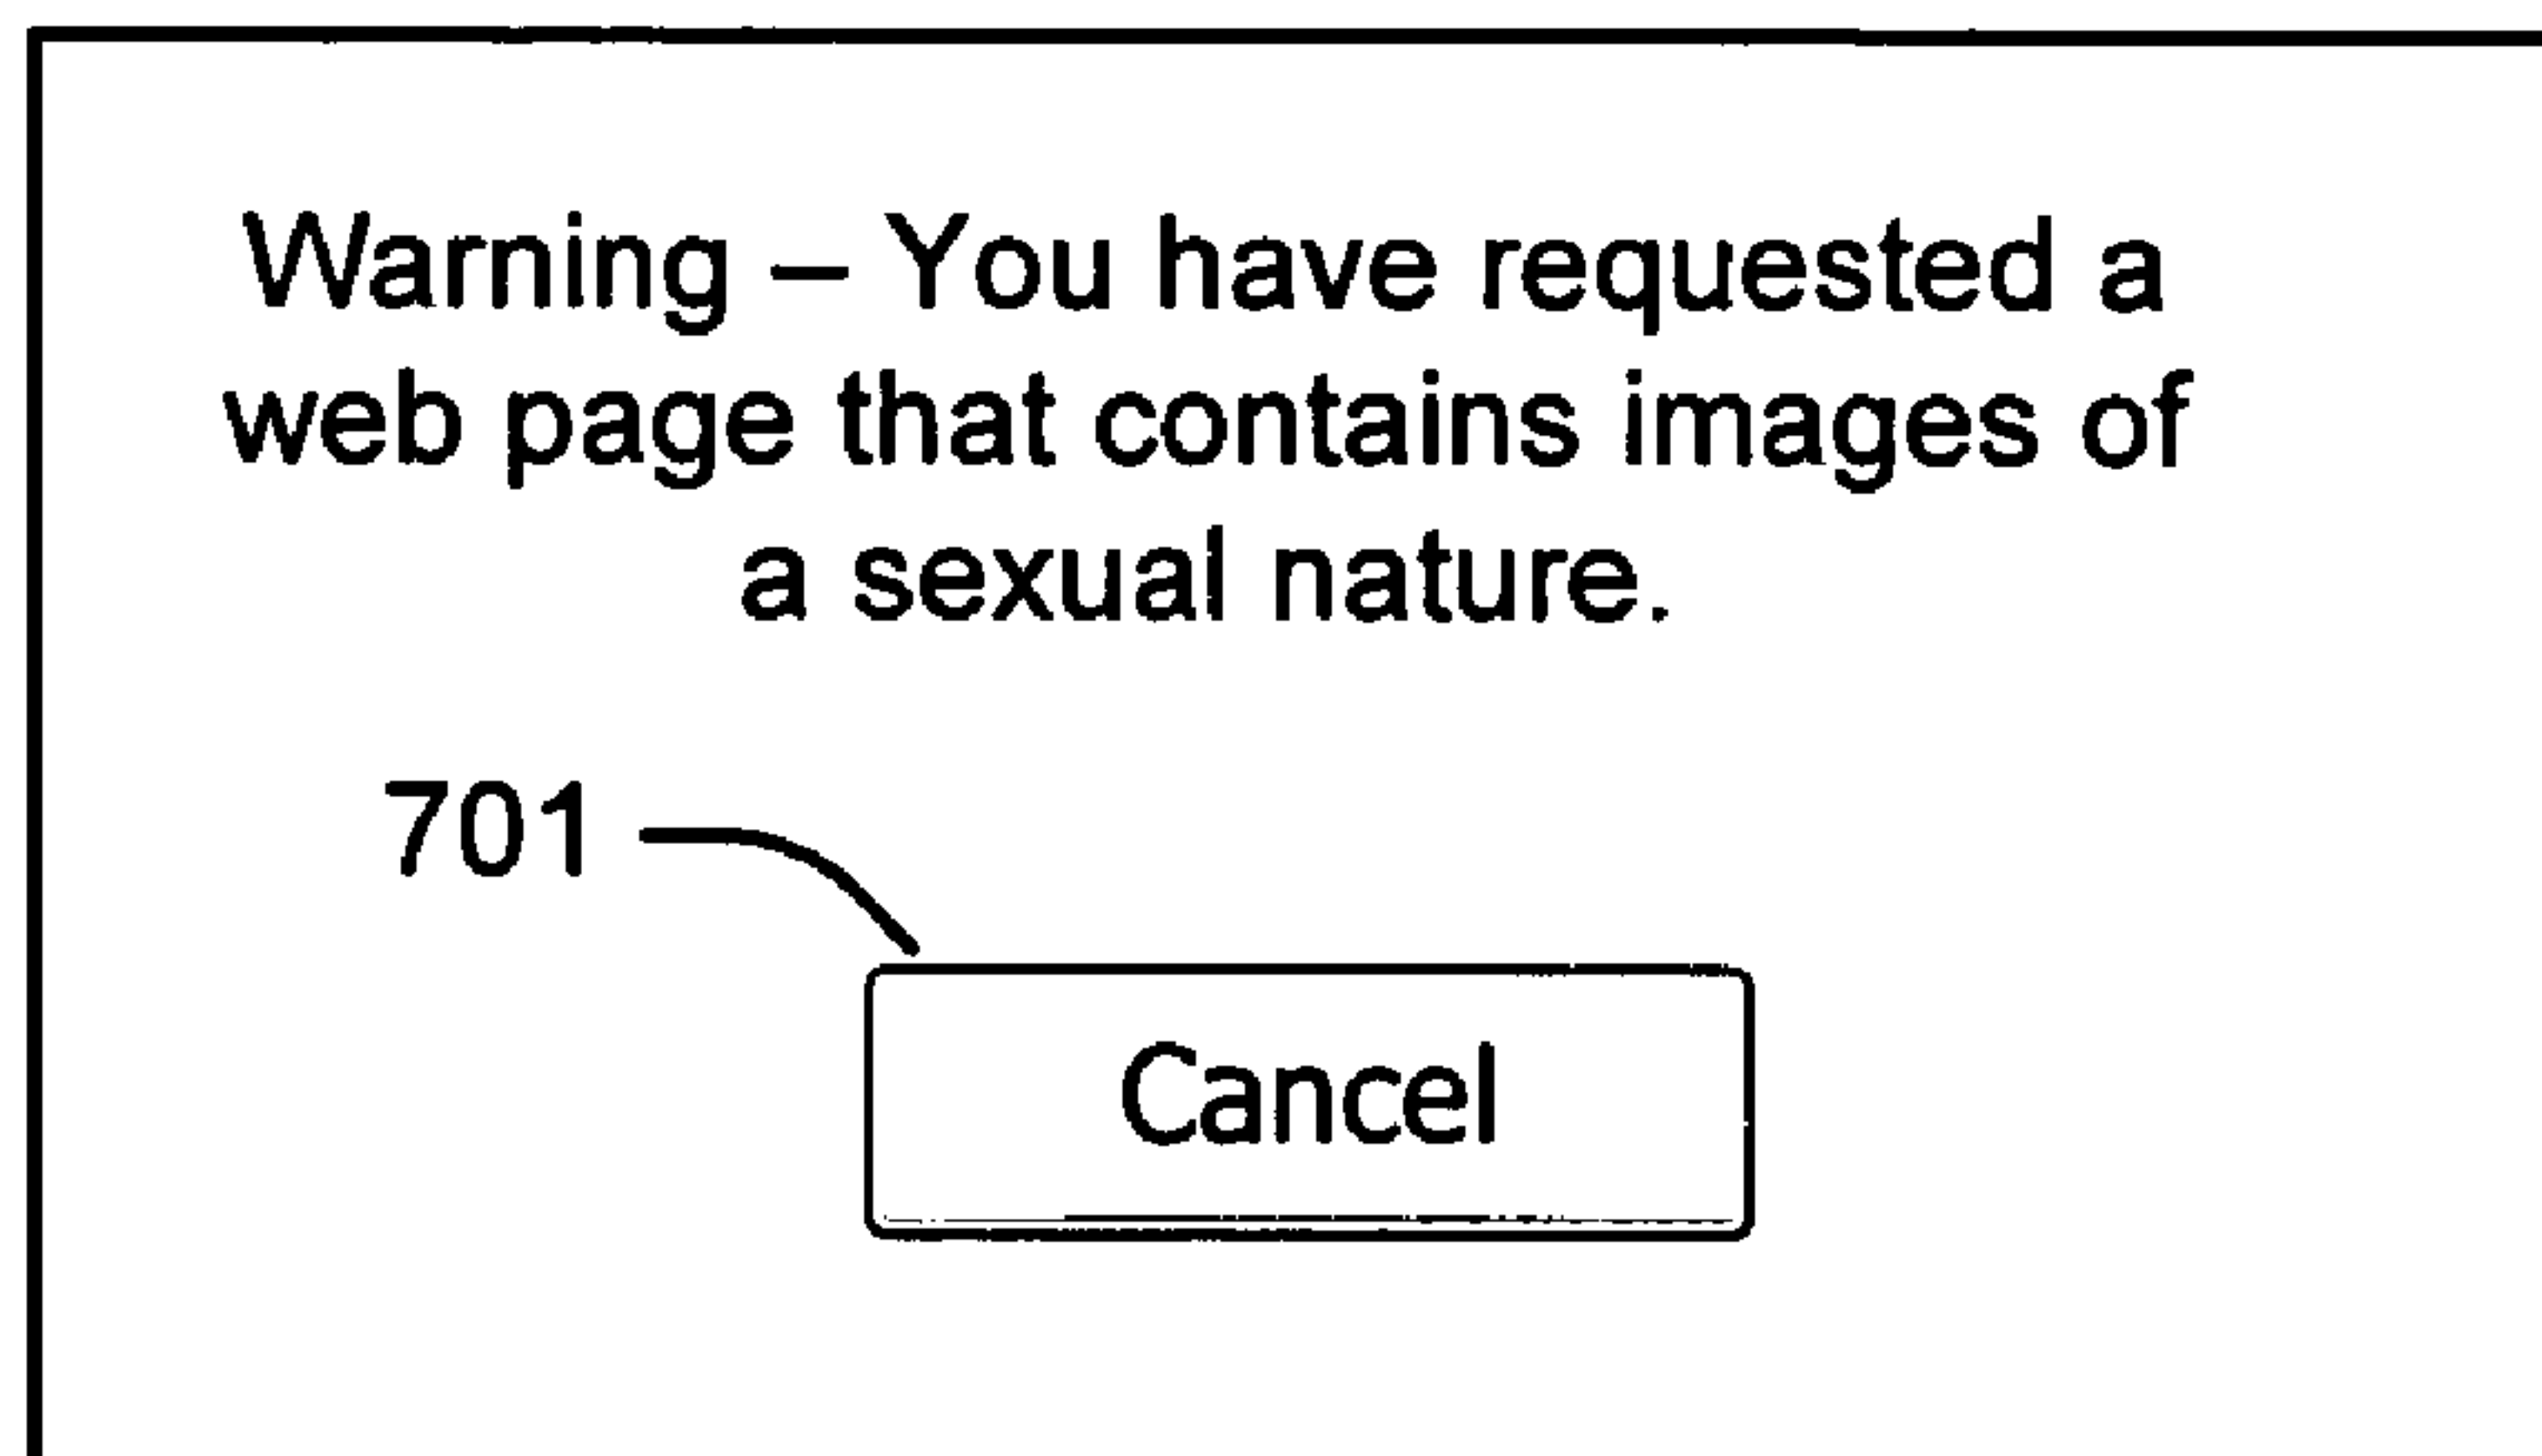 Warning – You have requested a
web page that contains images of
a sexual nature.
701
Cancel